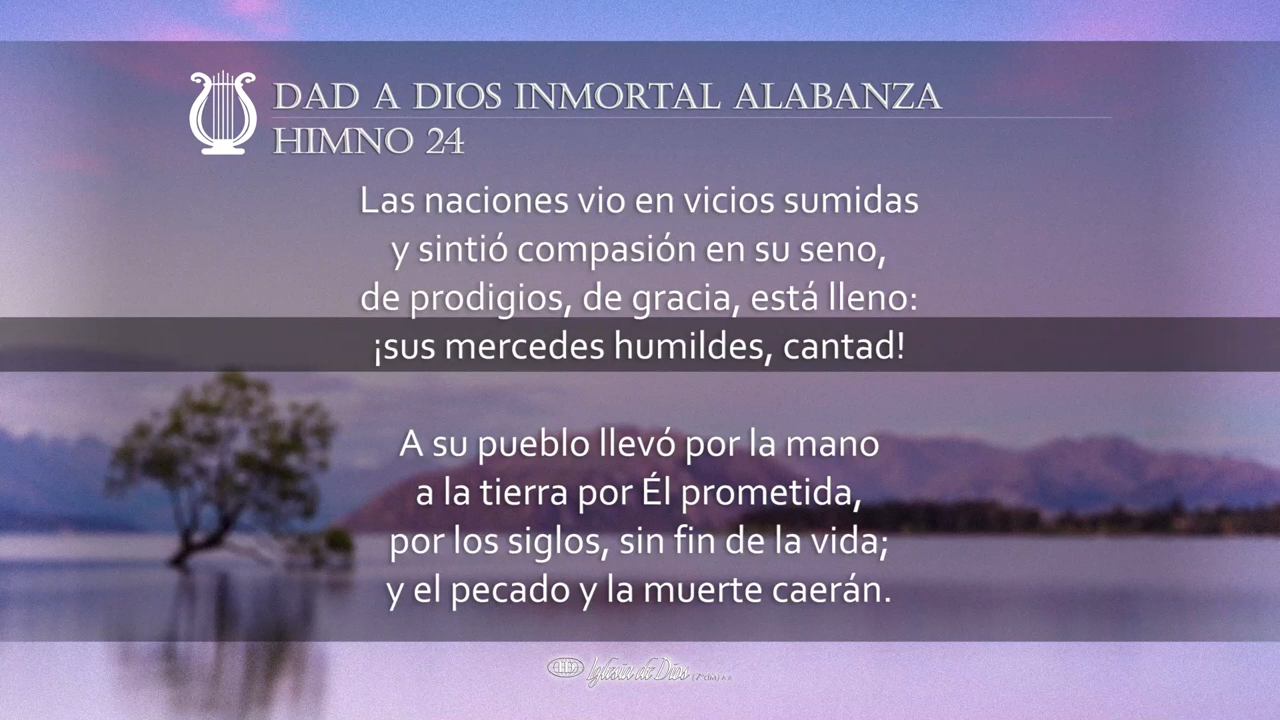 DAD A DIOS INMORTAL ALABANZA
HIMNO 24
Las naciones vio en vicios sumidas
y sintió compasión en su seno,
de prodigios, de gracia, está lleno:
¡sus mercedes humildes, cantad!
A su pueblo llevó por la mano
a la tierra por Él prometida,
por los siglos, sin fin de la vida;
y el pecado y la muerte caerán.
Iglesia de Dios